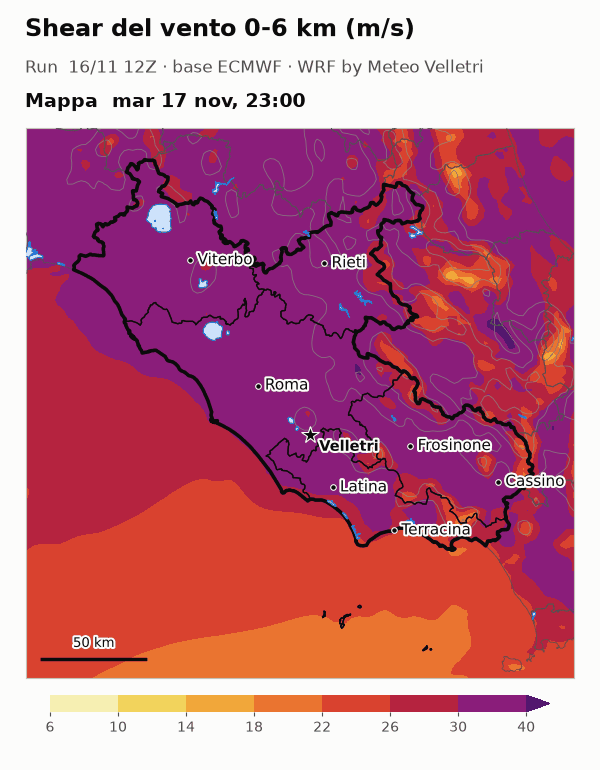 Shear del vento 0-6 km (m/s)
Run 16/11 12Z · base ECMWF · WRF by Meteo Velletri
Mappa mar 17 nov, 23:00
Viterbo
Rieti
Roma
Velletri
Frosinone
Latina
Cassino
Terracina
50 km
6 10 14 18 22 26 30 40